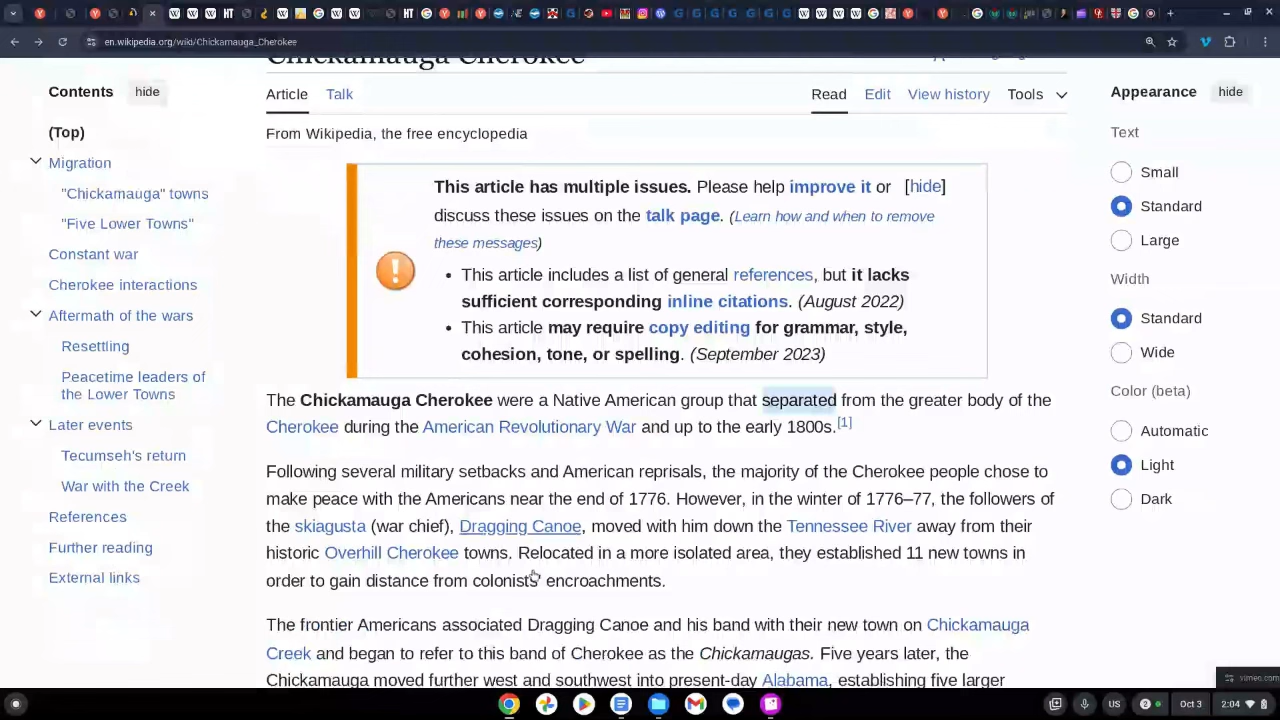 en.wikipedia.org/wiki/Chickamauga_Cherokee
Contents
hide
(Top)
Migration
"Chickamauga" towns
"Five Lower Towns"
Constant war
Cherokee interactions
Aftermath of the wars
Resettling
Peacetime leaders of
the Lower Towns
Later events
Tecumseh's return
War with the Creek
References
Further reading
External links
Chickamauga Cherokee
Article Talk
Read Edit View history Tools
From Wikipedia, the free encyclopedia
This article has multiple issues. Please help improve it or [hide]
discuss these issues on the talk page. (Learn how and when to remove
these messages)
• This article includes a list of general references, but it lacks
sufficient corresponding inline citations. (August 2022)
• This article may require copy editing for grammar, style,
cohesion, tone, or spelling. (September 2023)
The Chickamauga Cherokee were a Native American group that separated from the greater body of the
Cherokee during the American Revolutionary War and up to the early 1800s.[1]
Following several military setbacks and American reprisals, the majority of the Cherokee people chose to
make peace with the Americans near the end of 1776. However, in the winter of 1776–77, the followers of
the skiagusta (war chief), Dragging Canoe, moved with him down the Tennessee River away from their
historic Overhill Cherokee towns. Relocated in a more isolated area, they established 11 new towns in
order to gain distance from colonists' encroachments.
The frontier Americans associated Dragging Canoe and his band with their new town on Chickamauga
Creek and began to refer to this band of Cherokee as the Chickamaugas. Five years later, the
Chickamauga moved further west and southwest into present-day Alabama, establishing five larger
Appearance
hide
Text
Small
Standard
Large
Width
Standard
Wide
Color (beta)
Automatic
Light
Dark
vimeo.com
US
2
Oct 3
2:04